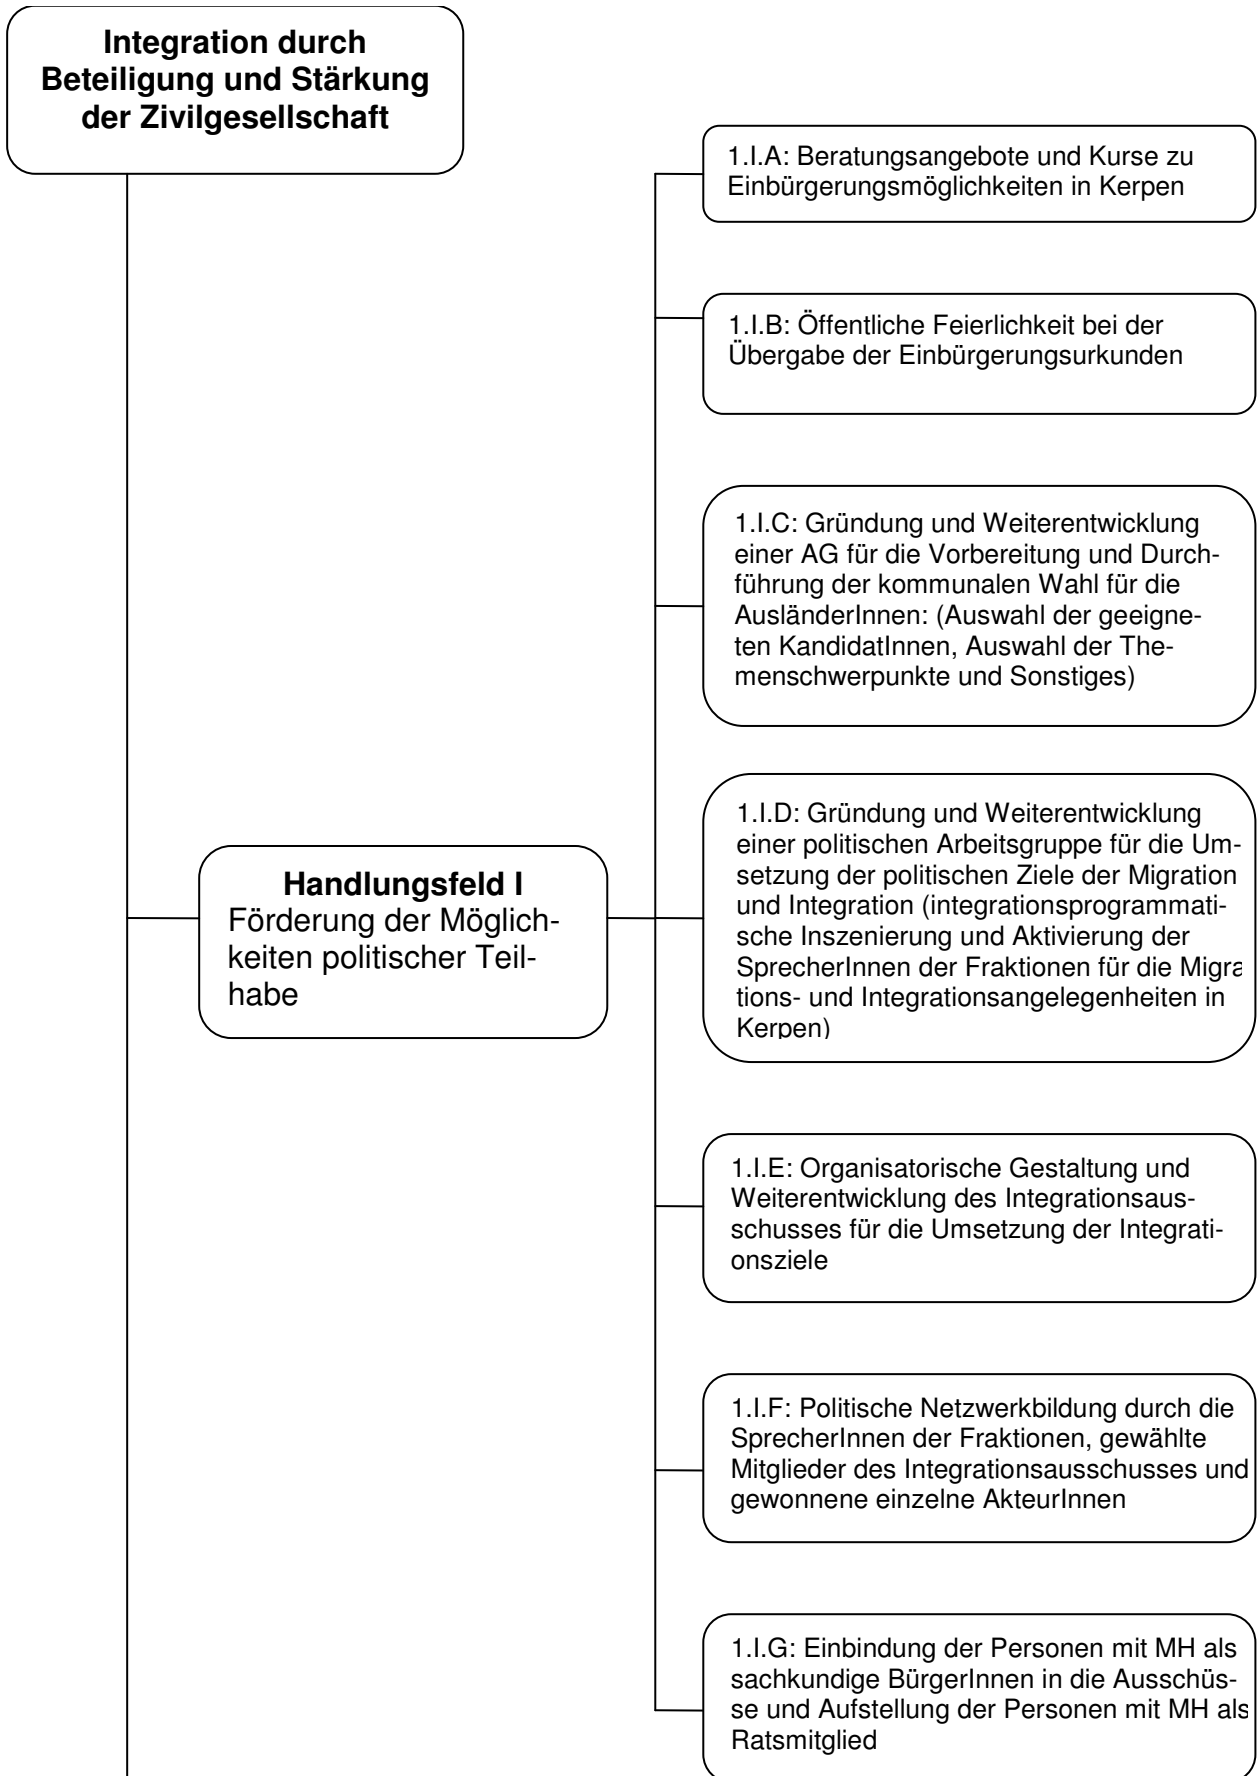 Integration durch
Beteiligung und Stärkung
der Zivilgesellschaft
1.I.A: Beratungsangebote und Kurse zu
Einbürgerungsmöglichkeiten in Kerpen
1.I.B: Öffentliche Feierlichkeit bei der
Übergabe der Einbürgerungsurkunden
1.I.C: Gründung und Weiterentwicklung
einer AG für die Vorbereitung und Durch-
führung der kommunalen Wahl für die
AusländerInnen: (Auswahl der geeigne-
ten KandidatInnen, Auswahl der The-
menschwerpunkte und Sonstiges)
Handlungsfeld I
Förderung der Möglich-
keiten politischer Teil-
habe
1.I.D: Gründung und Weiterentwicklung
einer politischen Arbeitsgruppe für die Um-
setzung der politischen Ziele der Migration
und Integration (integrationsprogrammati-
sche Inszenierung und Aktivierung der
SprecherInnen der Fraktionen für die Migra
tions- und Integrationsangelegenheiten in
Kerpen)
1.I.E: Organisatorische Gestaltung und
Weiterentwicklung des Integrationsaus-
schusses für die Umsetzung der Integrati-
onsziele
1.I.F: Politische Netzwerkbildung durch die
SprecherInnen der Fraktionen, gewählte
Mitglieder des Integrationsausschusses und
gewonnene einzelne AkteurInnen
1.I.G: Einbindung der Personen mit MH als
sachkundige BürgerInnen in die Ausschüs-
se und Aufstellung der Personen mit MH als
Ratsmitglied